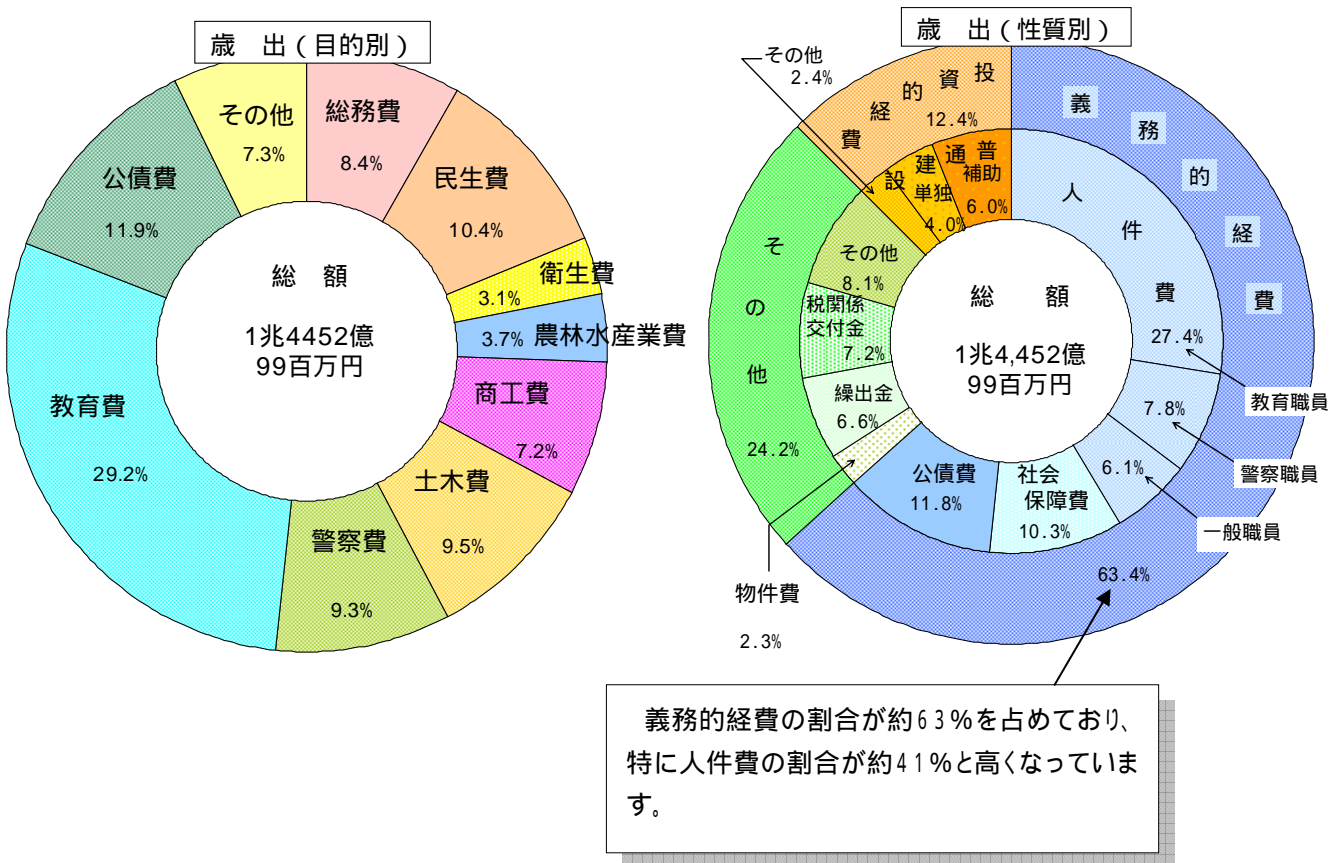 歳 出(目的別)
総務費
8.4%
民生費
10.4%
衛生費
3.1%
農林水産業費
3.7%
商工費
7.2%
土木費
9.5%
警察費
9.3%
教育費
29.2%
公債費
11.9%
その他
7.3%
総 額
1兆4452億
99百万円
歳 出(性質別)
義務的経費
63.4%
人件費
27.4%
教育職員
7.8%
警察職員
6.1%
一般職員
社会
保障費
10.3%
公債費
11.8%
その他
24.2%
物件費
2.3%
繰出金
6.6%
税関係
交付金
7.2%
その他
8.1%
投資的経費
12.4%
その他
2.4%
普通建設
単独
4.0%
補助
6.0%
総 額
1兆4,452億
99百万円
義務的経費の割合が約63%を占めており、
特に人件費の割合が約41%と高くなっていま
す。